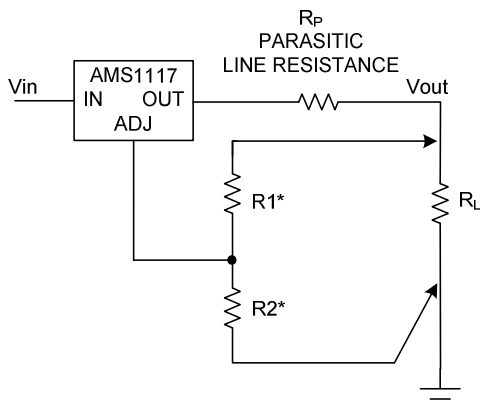 R_P
PARASITIC
LINE RESISTANCE
Vin
AMS1117
IN OUT
ADJ
Vout
R1*
R_L
R2*